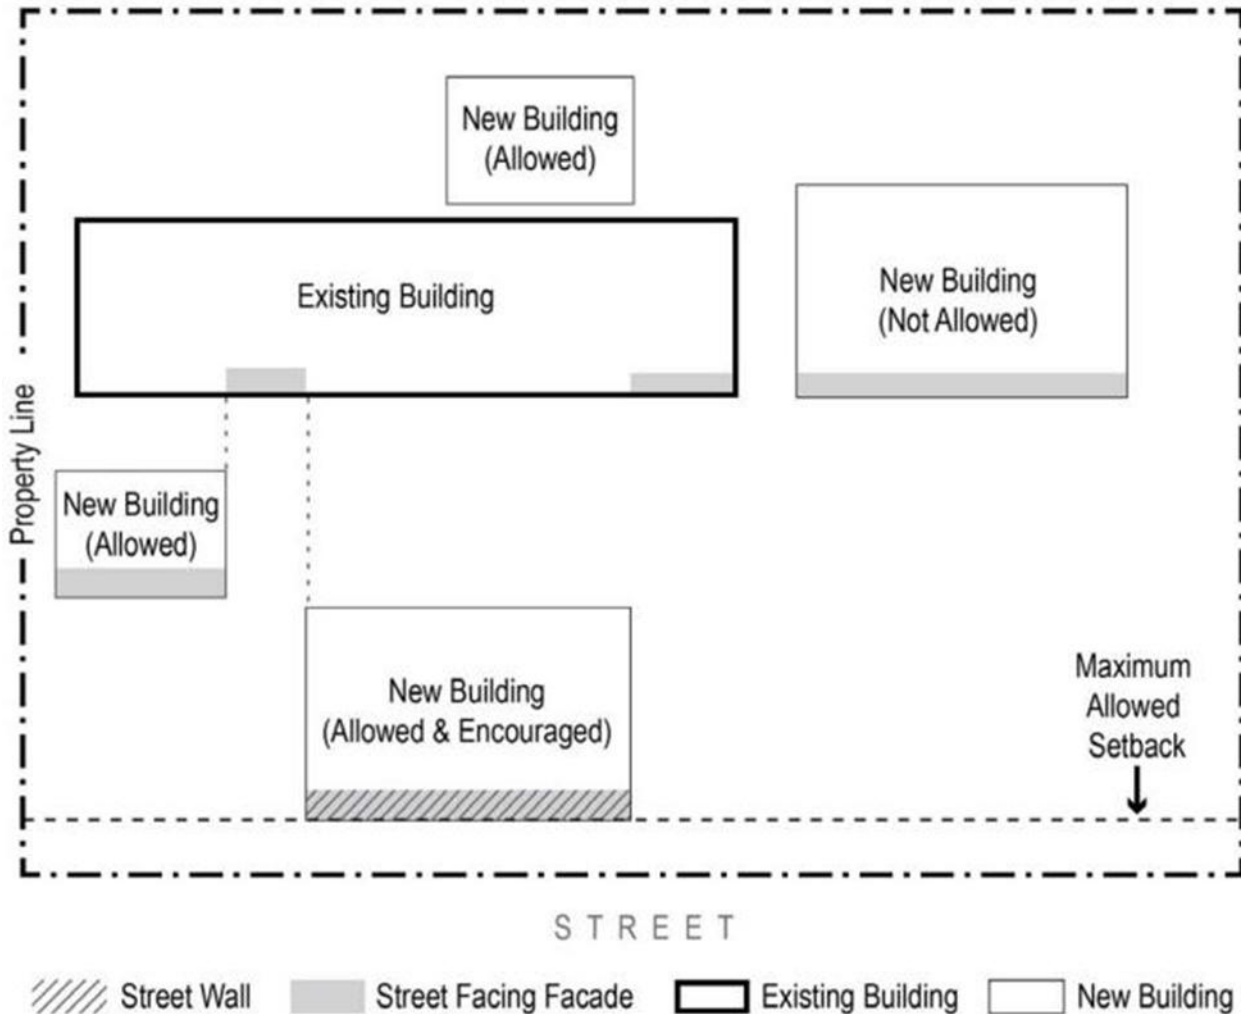 New Building
(Allowed)
Existing Building
New Building
(Not Allowed)
Property Line
New Building
(Allowed)
New Building
(Allowed & Encouraged)
Maximum
Allowed
Setback
STREET
Street Wall
Street Facing Facade
Existing Building
New Building